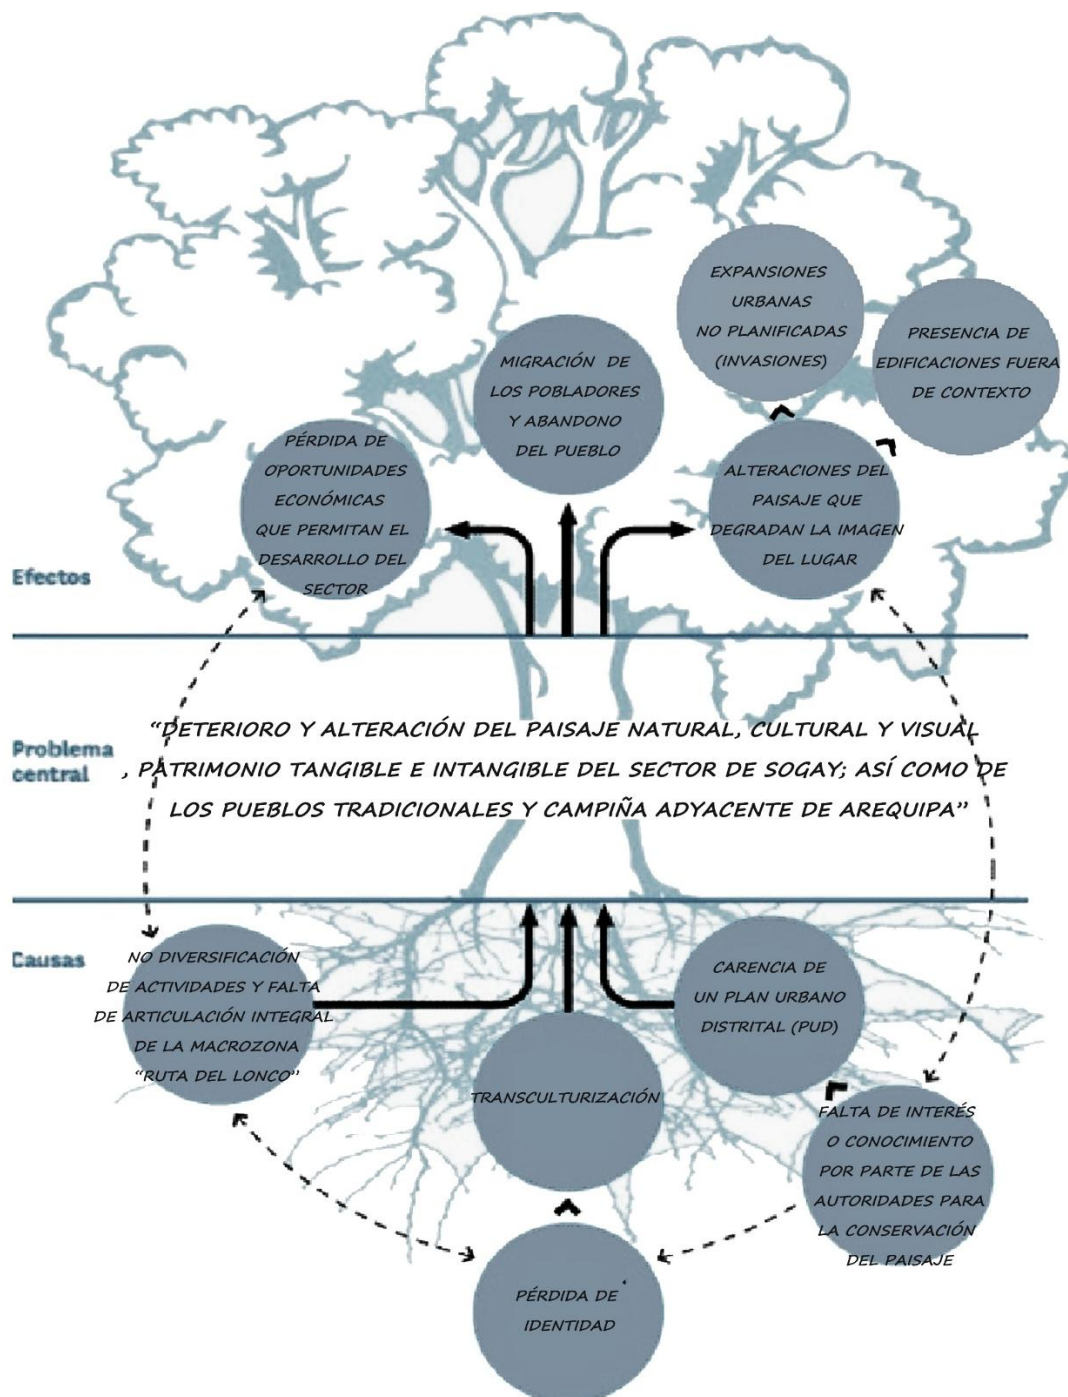 EXPANSIONES
URBANAS
NO PLANIFICADAS
(INVASIONES)
PRESENCIA DE
EDIFICACIONES FUERA
DE CONTEXTO
MIGRACIÓN DE
LOS POBLADORES
Y ABANDONO
DEL PUEBLO
PÉRDIDA DE
OPORTUNIDADES
ECONÓMICAS
QUE PERMITAN EL
DESARROLLO DEL
SECTOR
ALTERACIONES DEL
PAISAJE QUE
DEGRADAN LA IMAGEN
DEL LUGAR
Efectos
Problema
central
“DETERIORO Y ALTERACIÓN DEL PAISAJE NATURAL, CULTURAL Y VISUAL
, PATRIMONIO TANGIBLE E INTANGIBLE DEL SECTOR DE SOGAY; ASÍ COMO DE
LOS PUEBLOS TRADICIONALES Y CAMPIÑA ADYACENTE DE AREQUIPA”
Causas
NO DIVERSIFICACIÓN
DE ACTIVIDADES Y FALTA
DE ARTICULACIÓN INTEGRAL
DE LA MACROZONA
“RUTA DEL LONCO”
CARENCIA DE
UN PLAN URBANO
DISTRITAL (PUD)
TRANSCULTURIZACIÓN
FALTA DE INTERÉS
O CONOCIMIENTO
POR PARTE DE LAS
AUTORIDADES PARA
LA CONSERVACIÓN
DEL PAISAJE
PÉRDIDA DE
IDENTIDAD